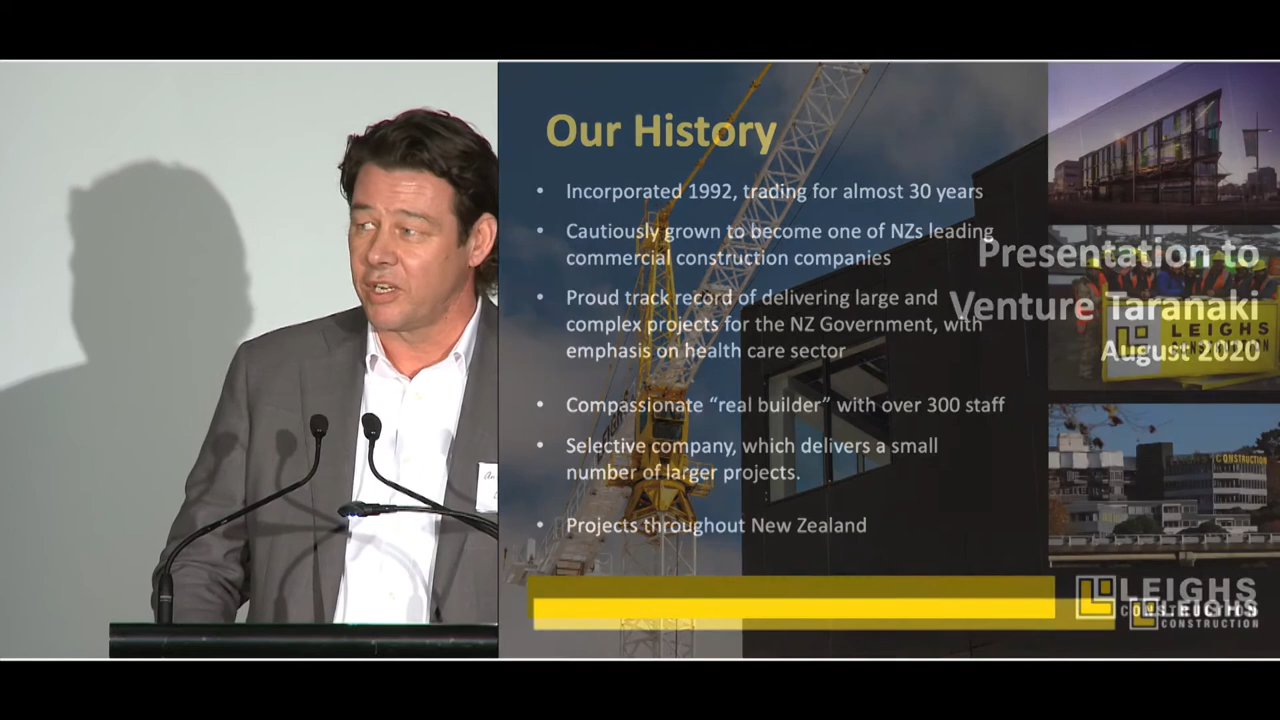 Our History
• Incorporated 1992, trading for almost 30 years
• Cautiously grown to become one of NZs leading
commercial construction companies
• Proud track record of delivering large and
complex projects for the NZ Government, with
emphasis on health care sector
• Compassionate “real builder” with over 300 staff
• Selective company, which delivers a small
number of larger projects.
• Projects throughout New Zealand
Presentation to
Venture Taranaki
August 2020
LEIGHS
CONSTRUCTION
CONSTRUCTION
LEIGHS
CONSTRUCTION
LEIGHS
CONSTRUCTION